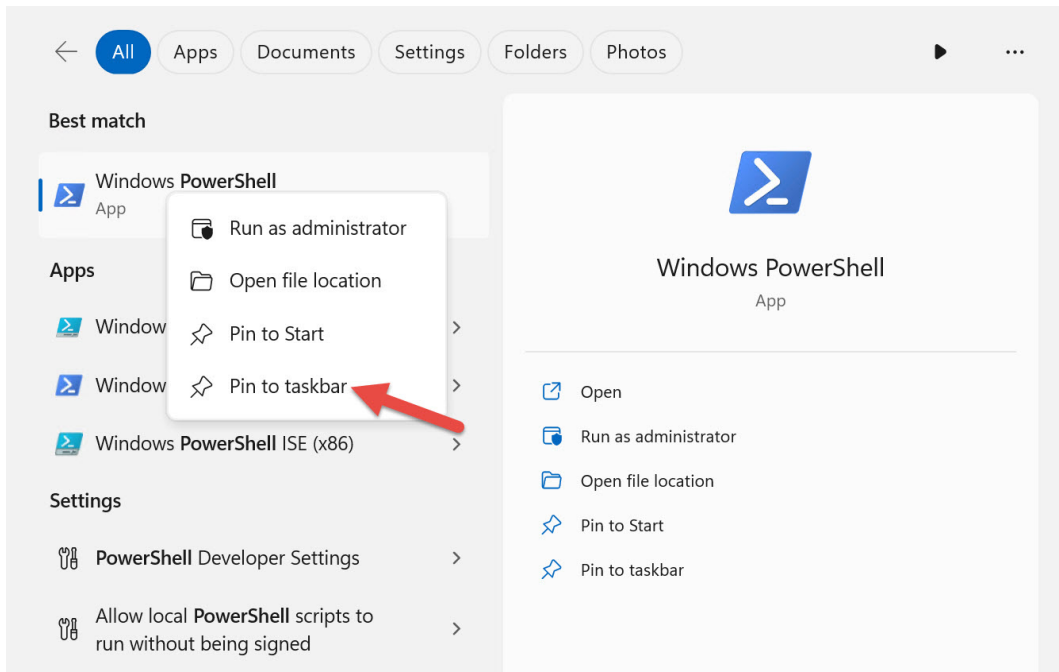 All
Apps
Documents
Settings
Folders
Photos
Best match
Windows PowerShell
App
Run as administrator
Open file location
Pin to Start
Pin to taskbar
Apps
Windows PowerShell ISE (x86)
Settings
PowerShell Developer Settings
Allow local PowerShell scripts to
run without being signed
Windows PowerShell
App
Open
Run as administrator
Open file location
Pin to Start
Pin to taskbar